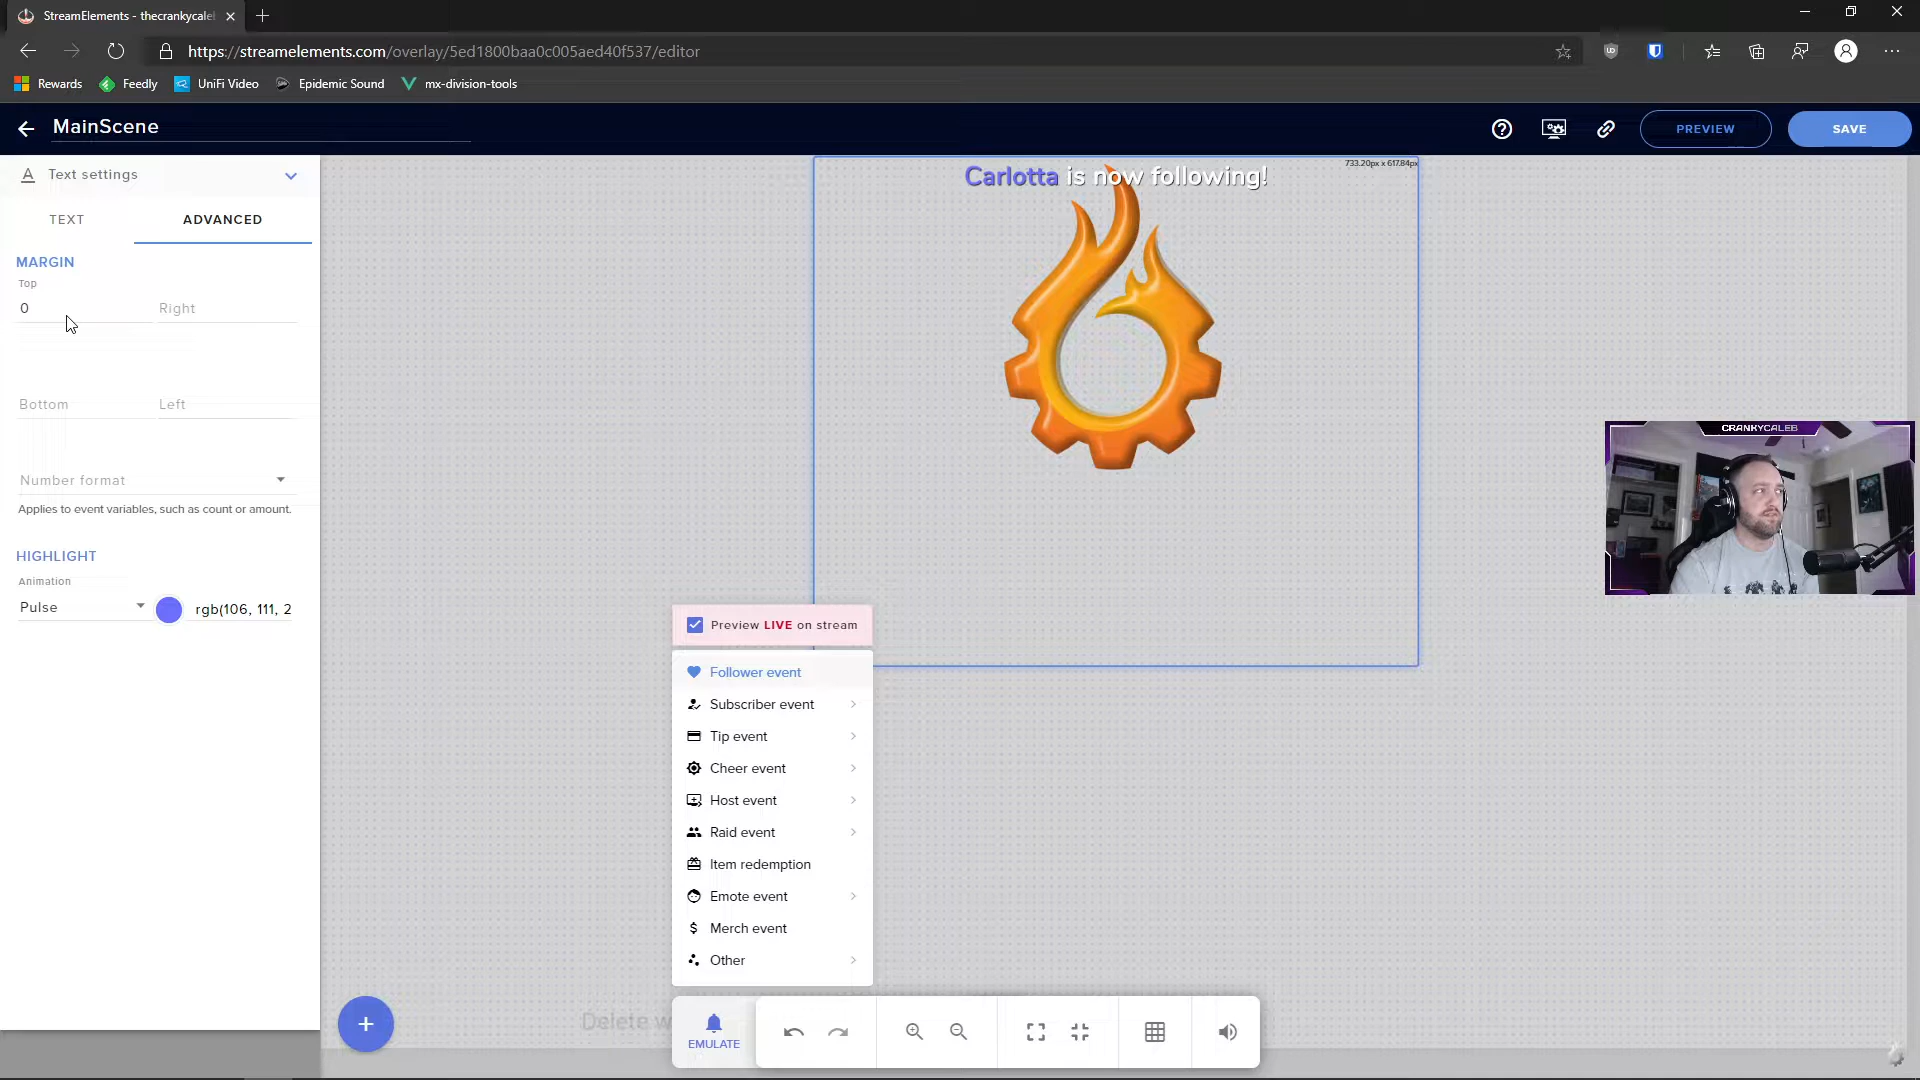 StreamElements - thecrankycale
https://streamelements.com/overlay/5ed1800baa0c005aed40f537/editor
Rewards
Feedly
UniFi Video
Epidemic Sound
mx-division-tools
MainScene
PREVIEW
SAVE
Text settings
733.20px x 617.84px
Carlotta is now following!
TEXT
ADVANCED
MARGIN
Top
0
Right
Bottom
Left
CRANKYCALEB
Number format
Applies to event variables, such as count or amount.
HIGHLIGHT
Animation
Pulse
rgb(106, 111, 2
Preview LIVE on stream
Follower event
Subscriber event
Tip event
Cheer event
Host event
Raid event
Item redemption
Emote event
Merch event
Other
Delete w
EMULATE